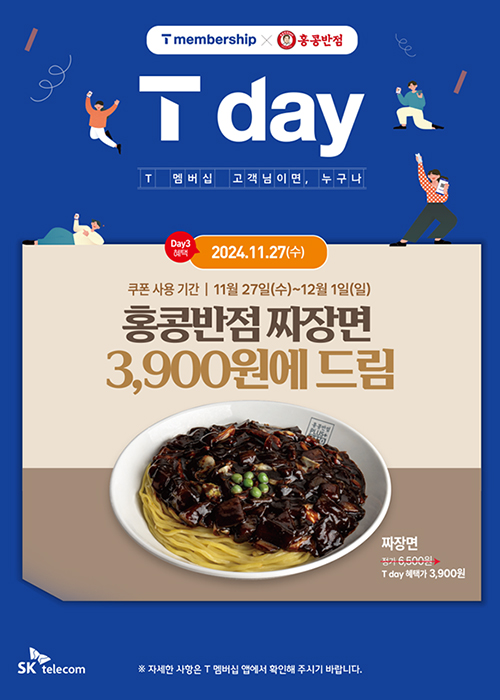 T membership × 홍콩반점
T day
T 멤버십 고객님이면, 누구나
Day3
혜택
2024.11.27(수)
쿠폰 사용 기간 | 11월 27일(수)~12월 1일(일)
홍콩반점 짜장면
3,900원에 드림
홍콩반점
짜장면
정가 6,500원
T day 혜택가 3,900원
SK telecom
※ 자세한 사항은 T 멤버십 앱에서 확인해 주시기 바랍니다.